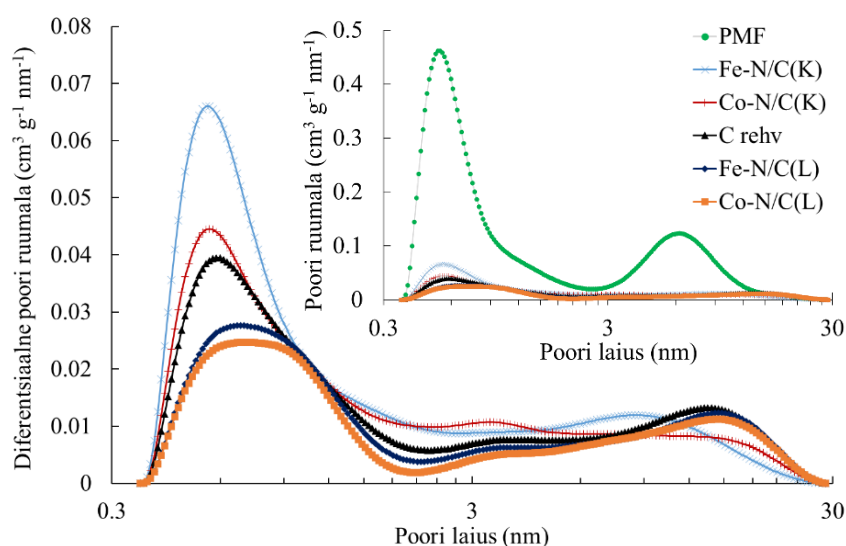 Diferentsiaalne poori ruumala (cm³ g⁻¹ nm⁻¹)
0.08
0.07
0.06
0.05
0.04
0.03
0.02
0.01
0
0.3
3
30
Poori laius (nm)
Poori ruumala (cm³ g⁻¹ nm⁻¹)
0.5
0.4
0.3
0.2
0.1
0
0.3
3
30
Poori laius (nm)
PMF
Fe-N/C(K)
Co-N/C(K)
C rehv
Fe-N/C(L)
Co-N/C(L)